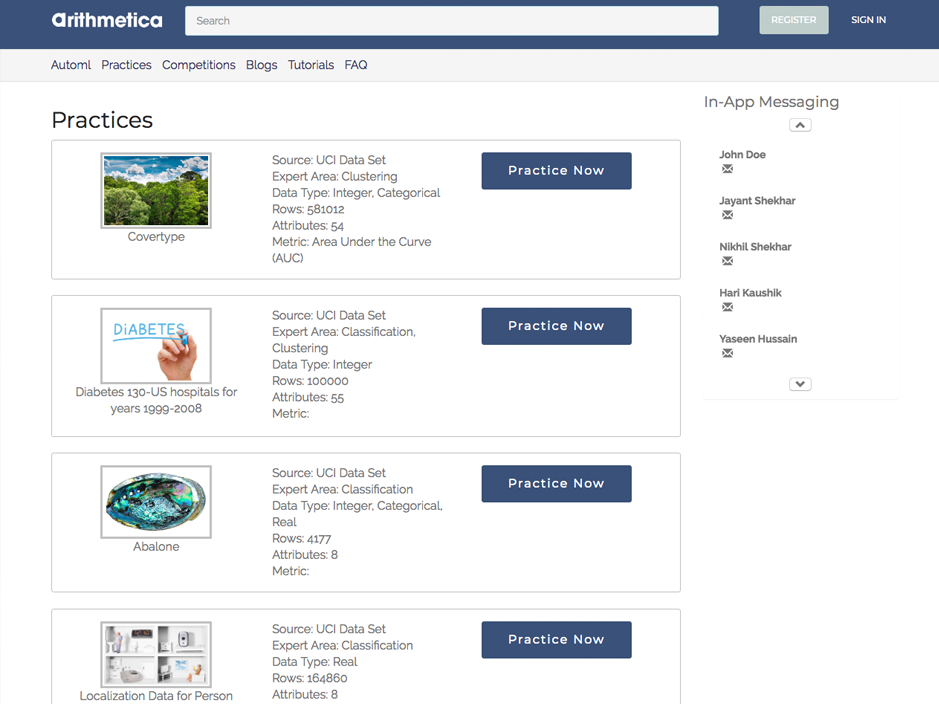 arithmetica
Search
REGISTER
SIGN IN
Automl Practices Competitions Blogs Tutorials FAQ
Practices
Covertype
Source: UCI Data Set
Expert Area: Clustering
Data Type: Integer, Categorical
Rows: 581012
Attributes: 54
Metric: Area Under the Curve
(AUC)
Practice Now
DiABETES
Diabetes 130-US hospitals for
years 1999-2008
Source: UCI Data Set
Expert Area: Classification,
Clustering
Data Type: Integer
Rows: 100000
Attributes: 55
Metric:
Practice Now
Abalone
Source: UCI Data Set
Expert Area: Classification
Data Type: Integer, Categorical,
Real
Rows: 4177
Attributes: 8
Metric:
Practice Now
Localization Data for Person
Source: UCI Data Set
Expert Area: Classification
Data Type: Real
Rows: 164860
Attributes: 8
Practice Now
In-App Messaging
John Doe
Jayant Shekhar
Nikhil Shekhar
Hari Kaushik
Yaseen Hussain